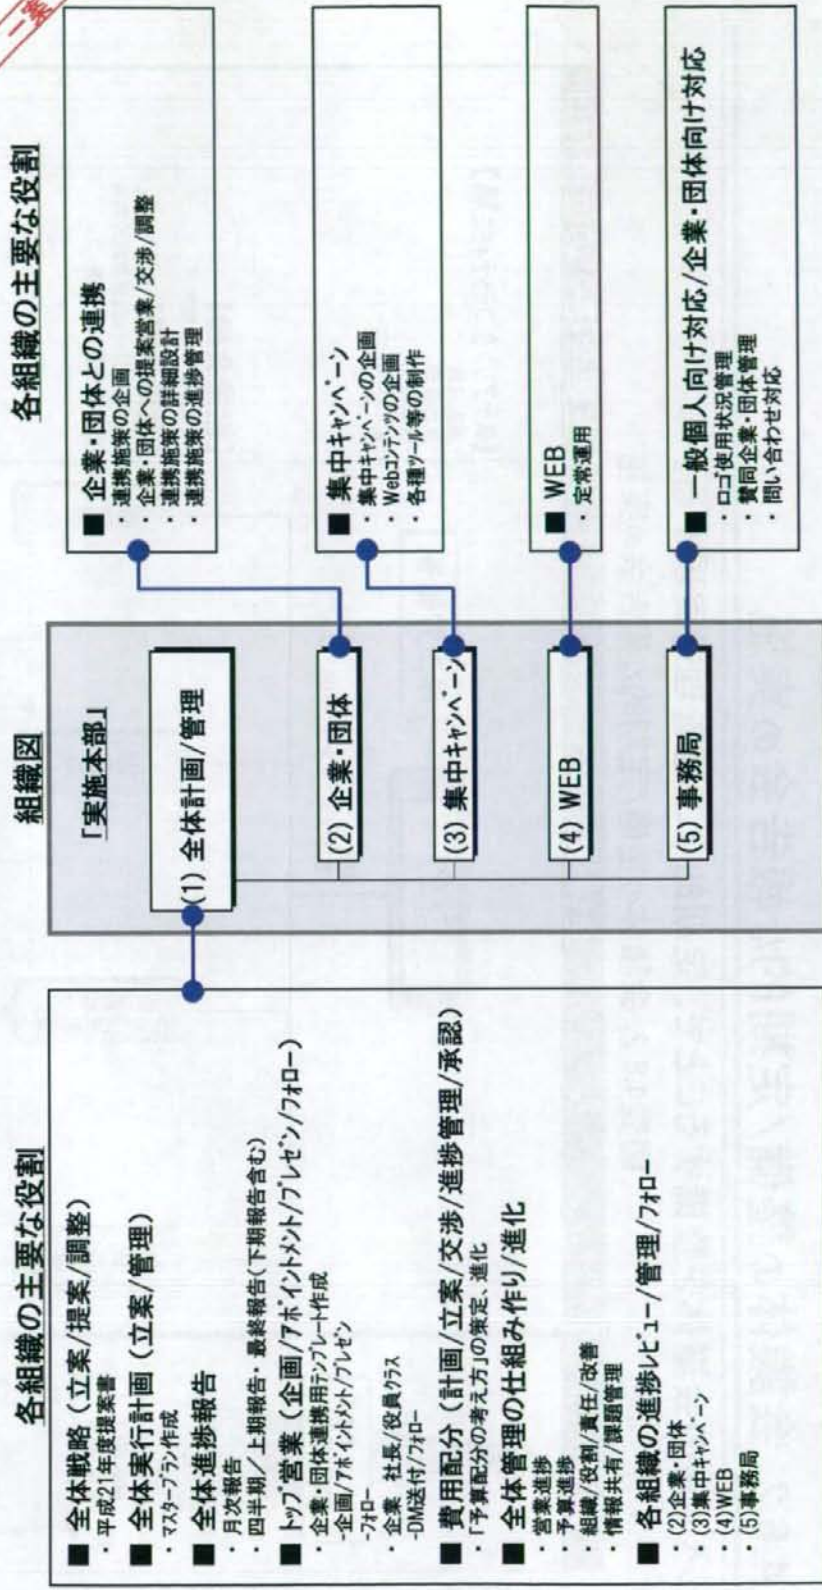 各組織の主要な役割
■ 全体戦略（立案/提案/調整）
・平成21年度提案書
■ 全体実行計画（立案/管理）
・マスタープラン作成
■ 全体進捗報告
・月次報告
・四半期/上期報告・最終報告(下期報告含む)
■ トップ営業（企画/アポイントメント/プレゼン/フォロー）
・企業・団体連携用テンプレート作成
-企画/アポイントメント/プレゼン
-フォロー
・企業 社長/役員クラス
-DM送付/フォロー
■ 費用配分（計画/立案/交渉/進捗管理/承認）
・「予算配分の考え方」の策定、進化
■ 全体管理の仕組み作り/進化
・営業進捗
・予算進捗
・組織/役割/責任/改善
・情報共有/課題管理
■ 各組織の進捗レビュー/管理/フォロー
・(2)企業・団体
・(3)集中キャンペーン
・(4)WEB
・(5)事務局
組織図
「実施本部」
(1) 全体計画/管理
(2) 企業・団体
(3) 集中キャンペーン
(4) WEB
(5) 事務局
各組織の主要な役割
■ 企業・団体との連携
・連携施策の企画
・企業・団体への提案営業/交渉/調整
・連携施策の詳細設計
・連携施策の進捗管理
■ 集中キャンペーン
・集中キャンペーンの企画
・Webコンテンツの企画
・各種ツール等の制作
■ WEB
・定常運用
■ 一般個人向け対応/企業・団体向け対応
・ロゴ使用状況管理
・賛同企業・団体管理
・問い合わせ対応